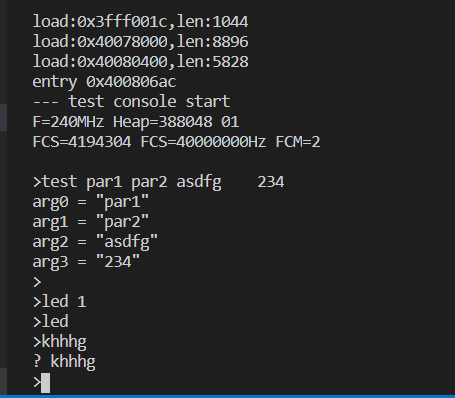 load:0x3fff001c,len:1044
load:0x40078000,len:8896
load:0x40080400,len:5828
entry 0x400806ac
--- test console start
F=240MHz Heap=388048 01
FCS=4194304 FCS=40000000Hz FCM=2
>test par1 par2 asdfg    234
arg0 = "par1"
arg1 = "par2"
arg2 = "asdfg"
arg3 = "234"
>
>led 1
>led
>khhhg
? khhhg
>